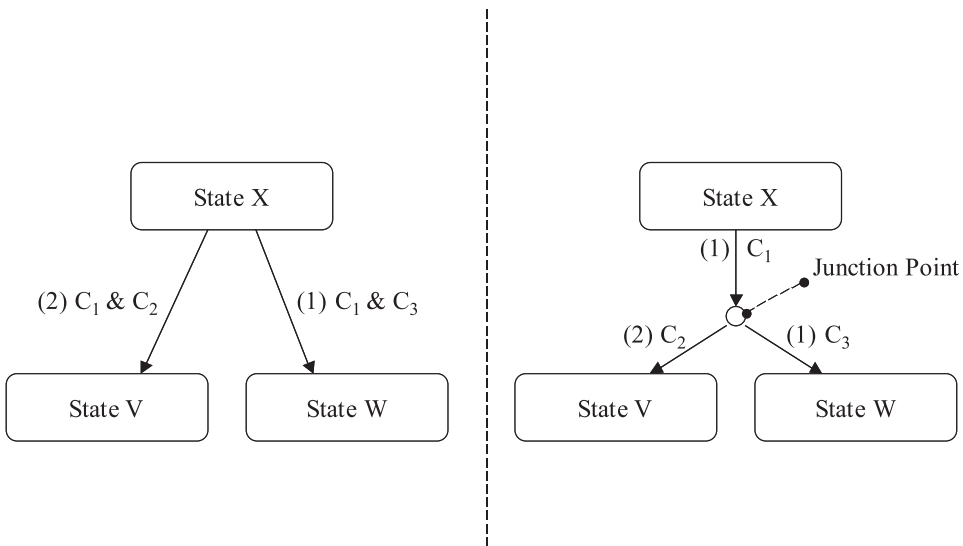 State X
(2) C₁ & C₂
(1) C₁ & C₃
State V
State W
State X
(1) C₁
Junction Point
(2) C₂
(1) C₃
State V
State W